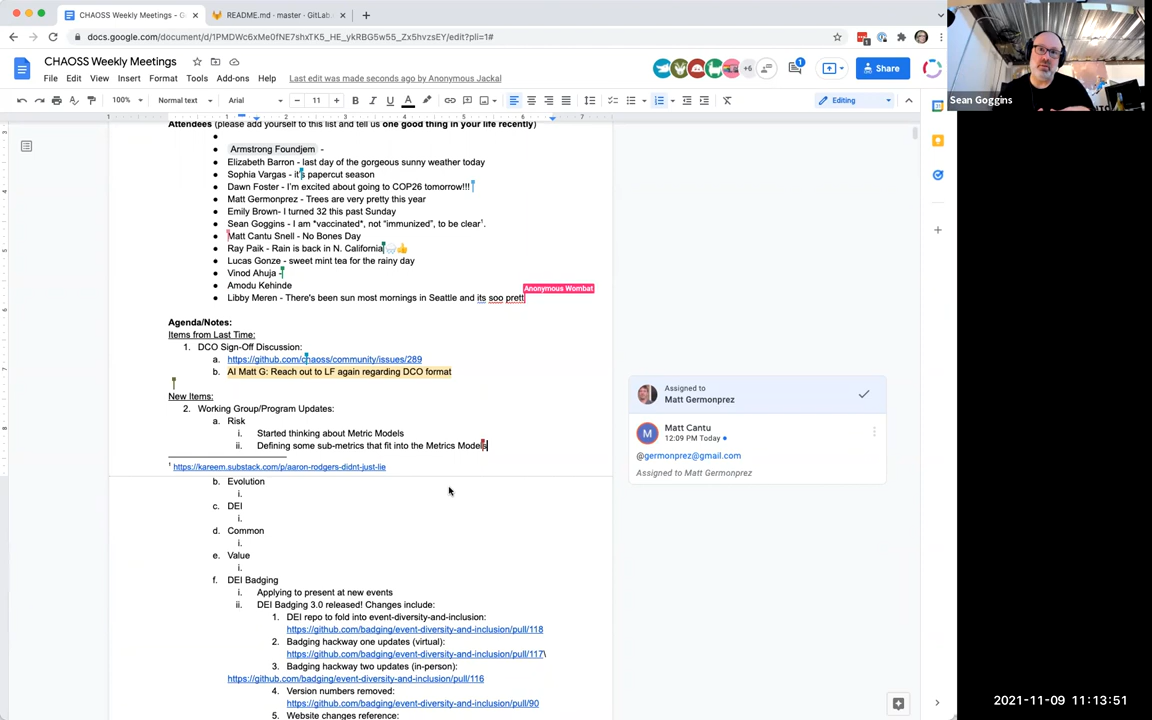 CHAOSS Weekly Meetings - G
README.md · master · GitLab
docs.google.com/document/d/1PMDWc6xMe0fNE7shxTK5_HE_ykRBG5w55_Zx5hvzsEY/edit?pli=1#
CHAOSS Weekly Meetings
File Edit View Insert Format Tools Add-ons Help Last edit was made seconds ago by Anonymous Jackal
+6
1
Share
100% Normal text Arial 11 Editing
Sean Goggins
Attendees (please add yourself to this list and tell us one good thing in your life recently)
Armstrong Foundjem -
Elizabeth Barron - last day of the gorgeous sunny weather today
Sophia Vargas - it's papercut season
Dawn Foster - I'm excited about going to COP26 tomorrow!!!
Matt Germonprez - Trees are very pretty this year
Emily Brown- I turned 32 this past Sunday
Sean Goggins - I am *vaccinated*, not "immunized", to be clear¹.
Matt Cantu Snell - No Bones Day
Ray Paik - Rain is back in N. California🌧️👍
Lucas Gonze - sweet mint tea for the rainy day
Vinod Ahuja -
Amodu Kehinde
Anonymous Wombat
Libby Meren - There's been sun most mornings in Seattle and its soo prett
Agenda/Notes:
Items from Last Time:
1. DCO Sign-Off Discussion:
a. https://github.com/chaoss/community/issues/289
b. AI Matt G: Reach out to LF again regarding DCO format
New Items:
2. Working Group/Program Updates:
a. Risk
i. Started thinking about Metric Models
ii. Defining some sub-metrics that fit into the Metrics Models
¹ https://kareem.substack.com/p/aaron-rodgers-didnt-just-lie
b. Evolution
i.
c. DEI
i.
d. Common
i.
e. Value
i.
f. DEI Badging
i. Applying to present at new events
ii. DEI Badging 3.0 released! Changes include:
1. DEI repo to fold into event-diversity-and-inclusion:
https://github.com/badging/event-diversity-and-inclusion/pull/118
2. Badging hackway one updates (virtual):
https://github.com/badging/event-diversity-and-inclusion/pull/117\
3. Badging hackway two updates (in-person):
https://github.com/badging/event-diversity-and-inclusion/pull/116
4. Version numbers removed:
https://github.com/badging/event-diversity-and-inclusion/pull/90
5. Website changes reference:
Assigned to
Matt Germonprez
M
Matt Cantu
12:09 PM Today
@germonprez@gmail.com
Assigned to Matt Germonprez
2021-11-09 11:13:51